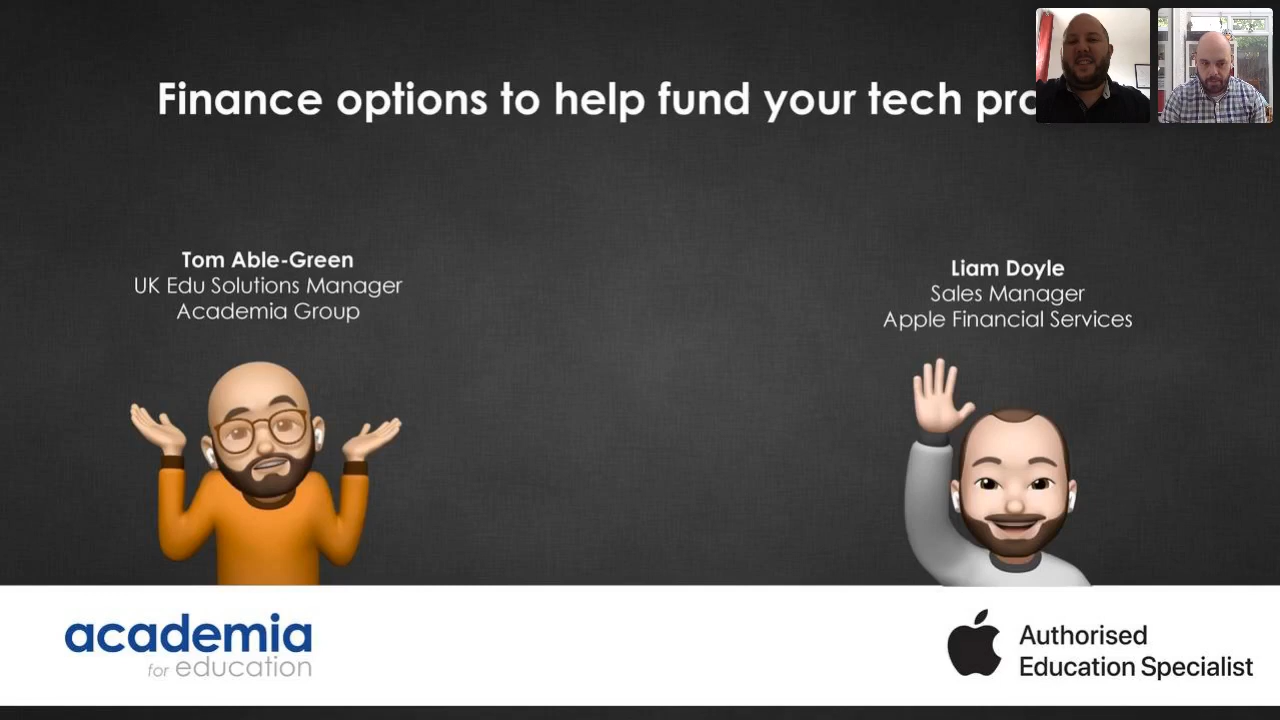 Finance options to help fund your tech
Tom Able-Green
UK Edu Solutions Manager
Academia Group
Liam Doyle
Sales Manager
Apple Financial Services
academia
for education
Authorised
Education Specialist